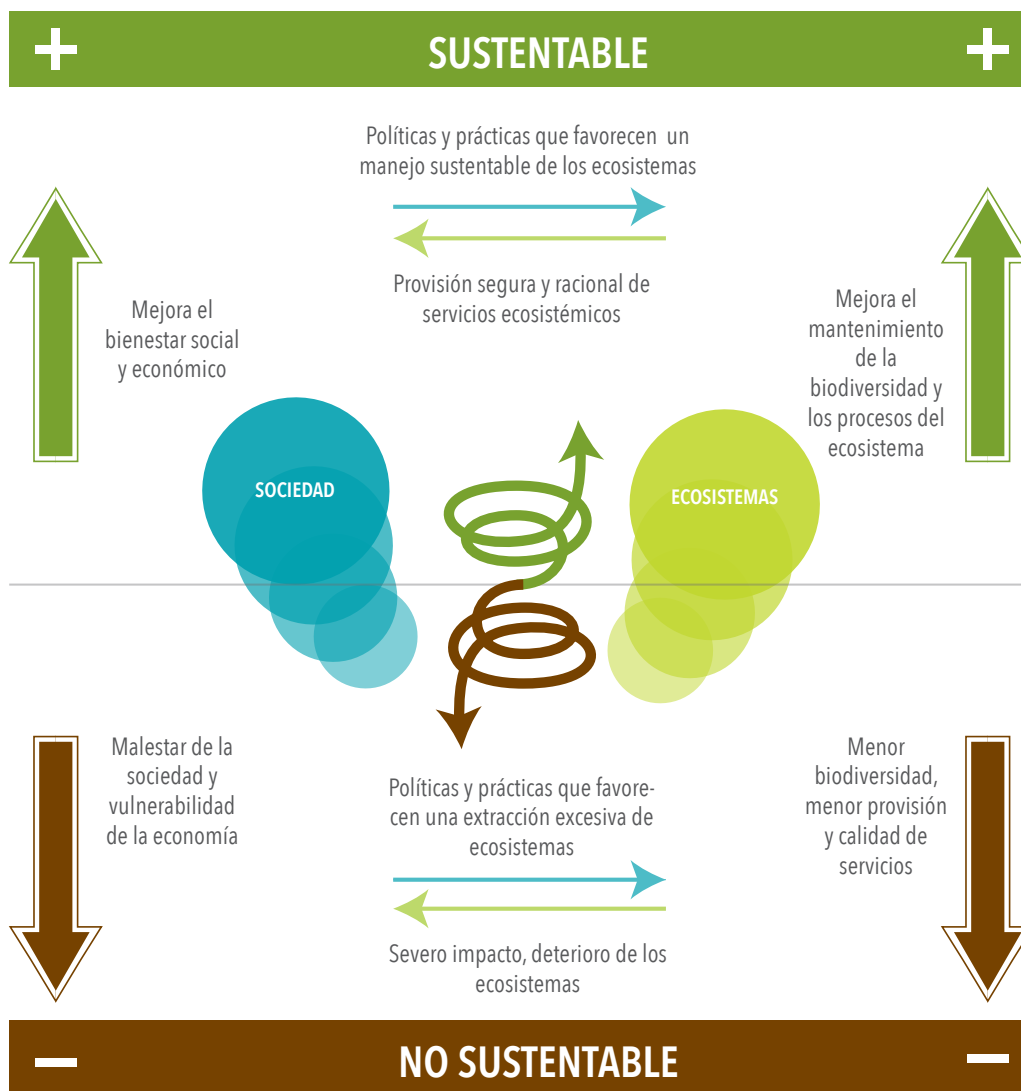 + SUSTENTABLE +
Políticas y prácticas que favorecen un
manejo sustentable de los ecosistemas
Provisión segura y racional de
servicios ecosistémicos
Mejora el
bienestar social
y económico
Mejora el
mantenimiento
de la
biodiversidad y
los procesos del
ecosistema
SOCIEDAD
ECOSISTEMAS
Malestar de la
sociedad y
vulnerabilidad
de la economía
Políticas y prácticas que favore-
cen una extracción excesiva de
ecosistemas
Menor
biodiversidad,
menor provisión
y calidad de
servicios
Severo impacto, deterioro de los
ecosistemas
− NO SUSTENTABLE −